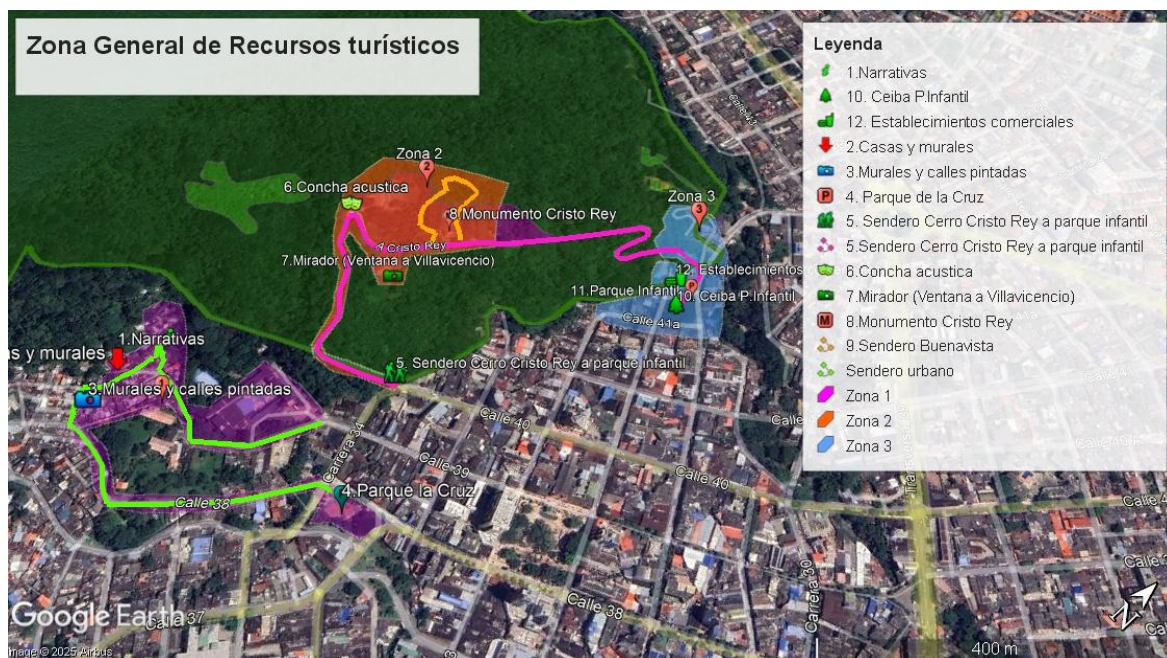 Zona General de Recursos turísticos
Leyenda
1.Narrativas
10. Ceiba P.Infantil
12. Establecimientos comerciales
2.Casas y murales
3.Murales y calles pintadas
4. Parque de la Cruz
5. Sendero Cerro Cristo Rey a parque infantil
5.Sendero Cerro Cristo Rey a parque infantil
6.Concha acustica
7.Mirador (Ventana a Villavicencio)
8.Monumento Cristo Rey
9.Sendero Buenavista
Sendero urbano
Zona 1
Zona 2
Zona 3
Calle 43
Zona 2
2
6.Concha acustica
Zona 3
3
8.Monumento Cristo Rey
A Cristo Rey
7.Mirador (Ventana a Villavicencio)
12. Establecimientos
11.Parque Infantil
P
10. Ceiba P.Infantil
Calle 41a
1.Narrativas
as y murales
5. Sendero Cerro Cristo Rey a parque infantil
3.Murales y calles pintadas
Calle 40
Carrera 34
Calle 39
Calle 40
Calle 38
4.Parque la Cruz
Calle 38
Calle 37
Google Earth
Image © 2025 Airbus
N
400 m